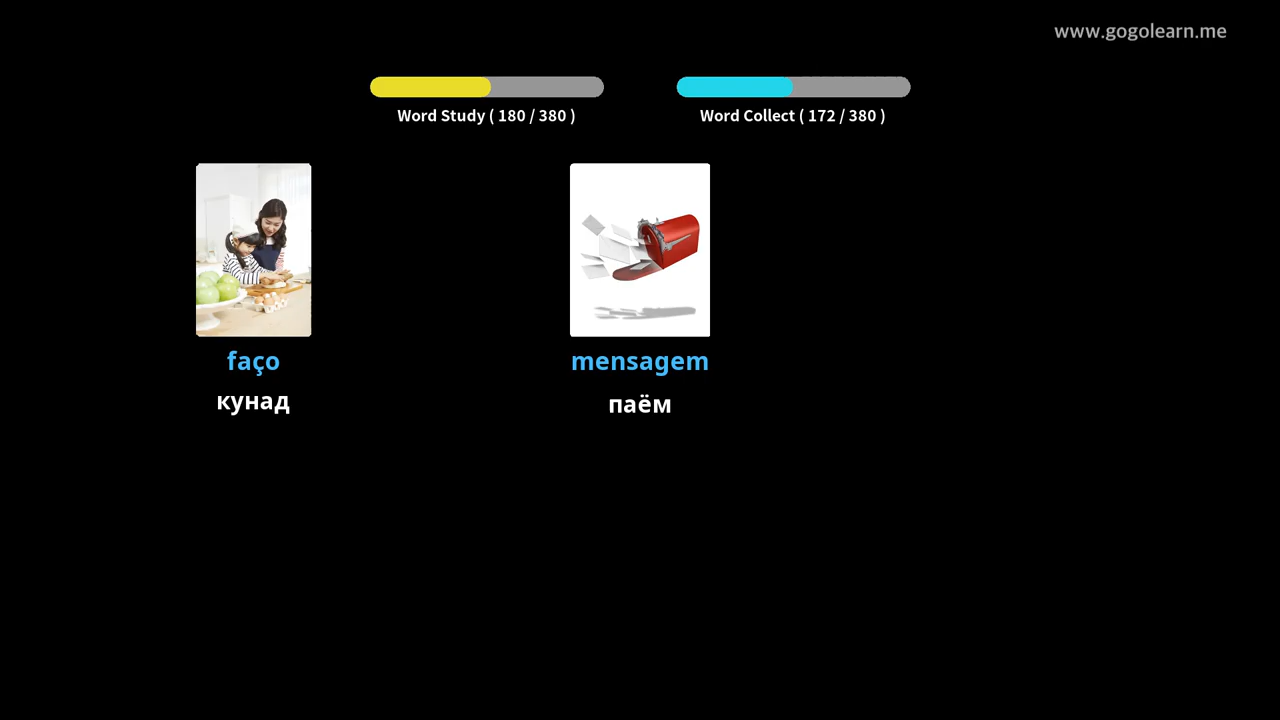 www.gogolearn.me
Word Study ( 180 / 380 )
Word Collect ( 172 / 380 )
faço
кунад
mensagem
паём